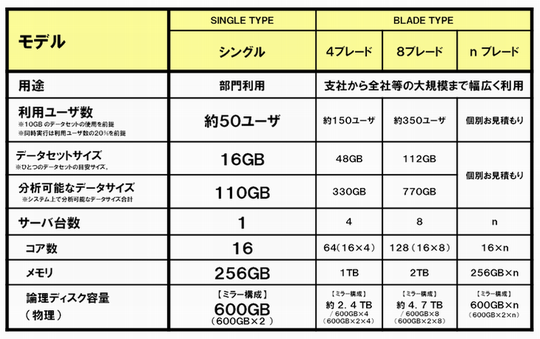 モデル
SINGLE TYPE
BLADE TYPE
シングル
4ブレード
8ブレード
n ブレード
用途
部門利用
支社から全社等の大規模まで幅広く利用
利用ユーザ数
※10GBのデータセットの使用を前提
※同時実行は利用ユーザ数の20%を前提
約50ユーザ
約150ユーザ
約350ユーザ
個別お見積もり
データセットサイズ
※ひとつのデータセットの目安サイズ。
16GB
48GB
112GB
個別お見積もり
分析可能なデータサイズ
※システム上で分析可能なデータサイズ合計
110GB
330GB
770GB
サーバ台数
1
4
8
n
コア数
16
64(16×4)
128(16×8)
16×n
メモリ
256GB
1TB
2TB
256GB×n
論理ディスク容量
(物理)
【ミラー構成】
600GB
(600GB×2 )
【ミラー構成】
約 2. 4 TB
/ 600GB×4
(600GB×2×4)
【ミラー構成】
約 4. 7 TB
/ 600GB×8
(600GB×2×8)
【ミラー構成】
600GB×n
(600GB×2×n)